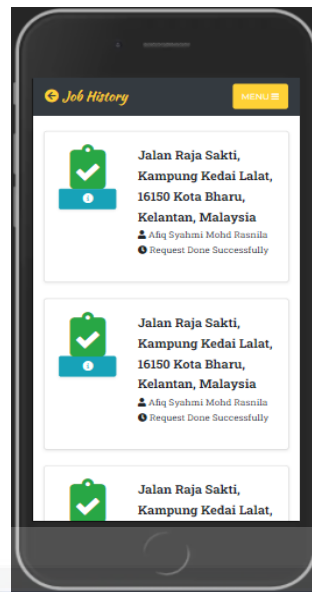 Job History
MENU
Jalan Raja Sakti,
Kampung Kedai Lalat,
16150 Kota Bharu,
Kelantan, Malaysia
Afiq Syahmi Mohd Rasnila
Request Done Successfully
Jalan Raja Sakti,
Kampung Kedai Lalat,
16150 Kota Bharu,
Kelantan, Malaysia
Afiq Syahmi Mohd Rasnila
Request Done Successfully
Jalan Raja Sakti,
Kampung Kedai Lalat,